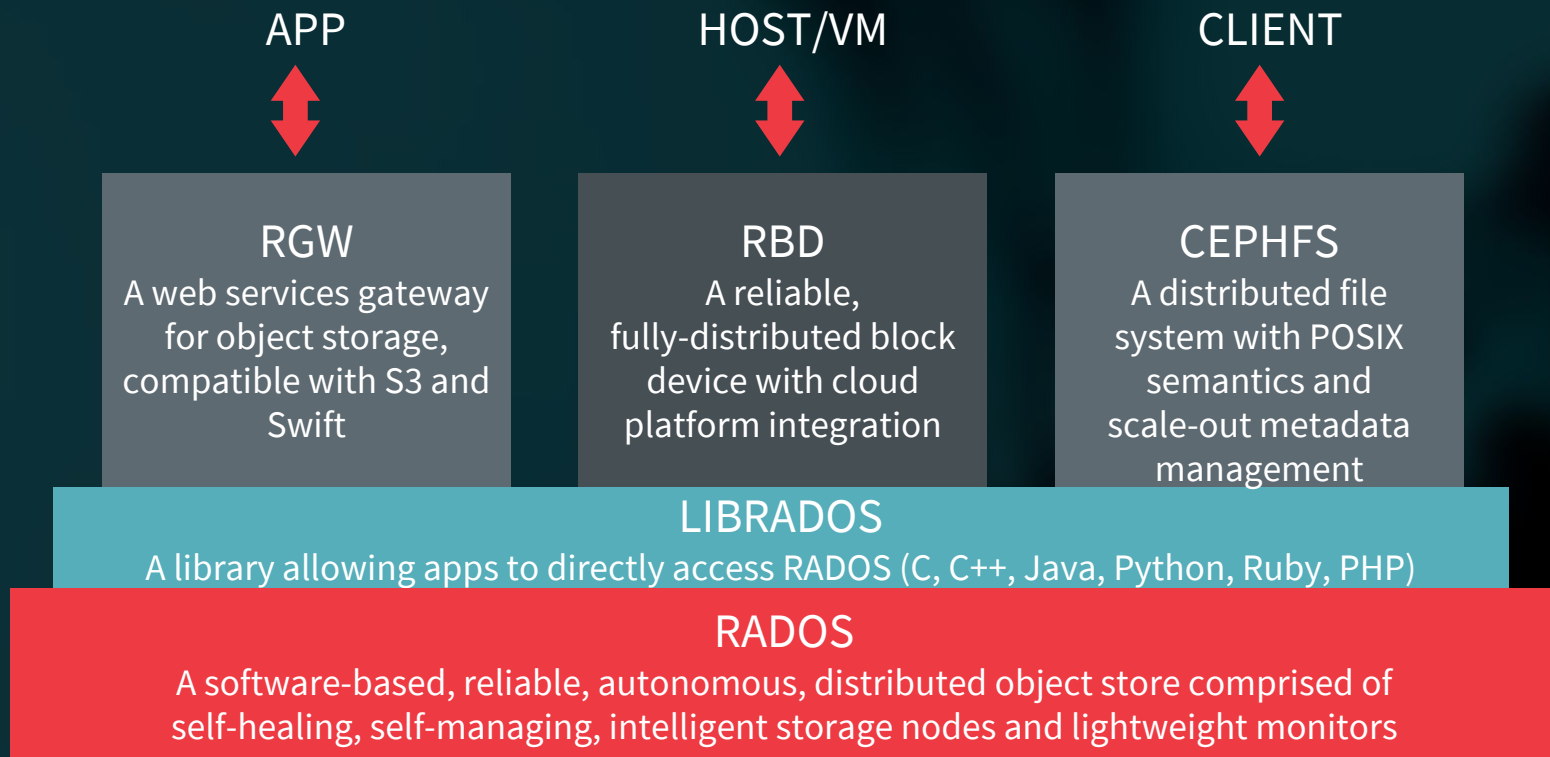 APP
HOST/VM
CLIENT
RGW
A web services gateway
for object storage,
compatible with S3 and
Swift
RBD
A reliable,
fully-distributed block
device with cloud
platform integration
CEPHFS
A distributed file
system with POSIX
semantics and
scale-out metadata
management
LIBRADOS
A library allowing apps to directly access RADOS (C, C++, Java, Python, Ruby, PHP)
RADOS
A software-based, reliable, autonomous, distributed object store comprised of
self-healing, self-managing, intelligent storage nodes and lightweight monitors